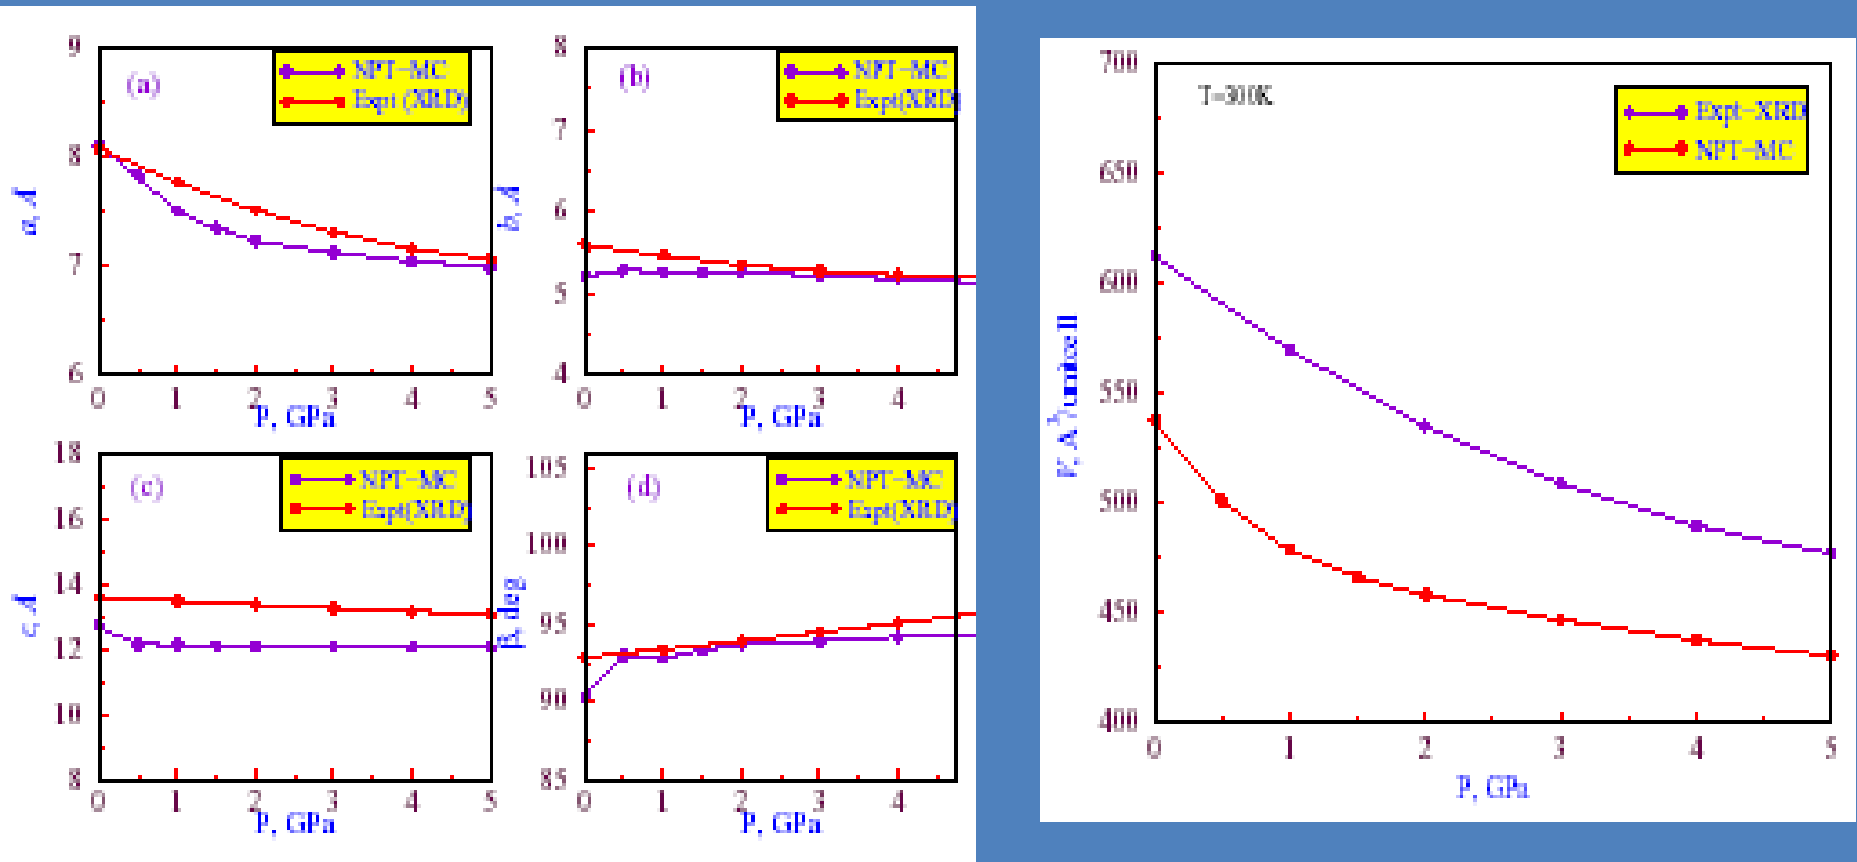 (a)
NPT-MC
Expt (XRD)
9
8
7
6
a, Å
0 1 2 3 4 5
P, GPa
(b)
NPT-MC
Expt(XRD)
8
7
6
5
4
b, Å
0 1 2 3 4
P, GPa
(c)
NPT-MC
Expt(XRD)
18
16
14
12
10
8
c, Å
0 1 2 3 4 5
P, GPa
(d)
NPT-MC
Expt(XRD)
105
100
95
90
85
β, deg
0 1 2 3 4
P, GPa
T=300K
Expt-XRD
NPT-MC
700
650
600
550
500
450
400
V, A³/unitcell
0 1 2 3 4 5
P, GPa